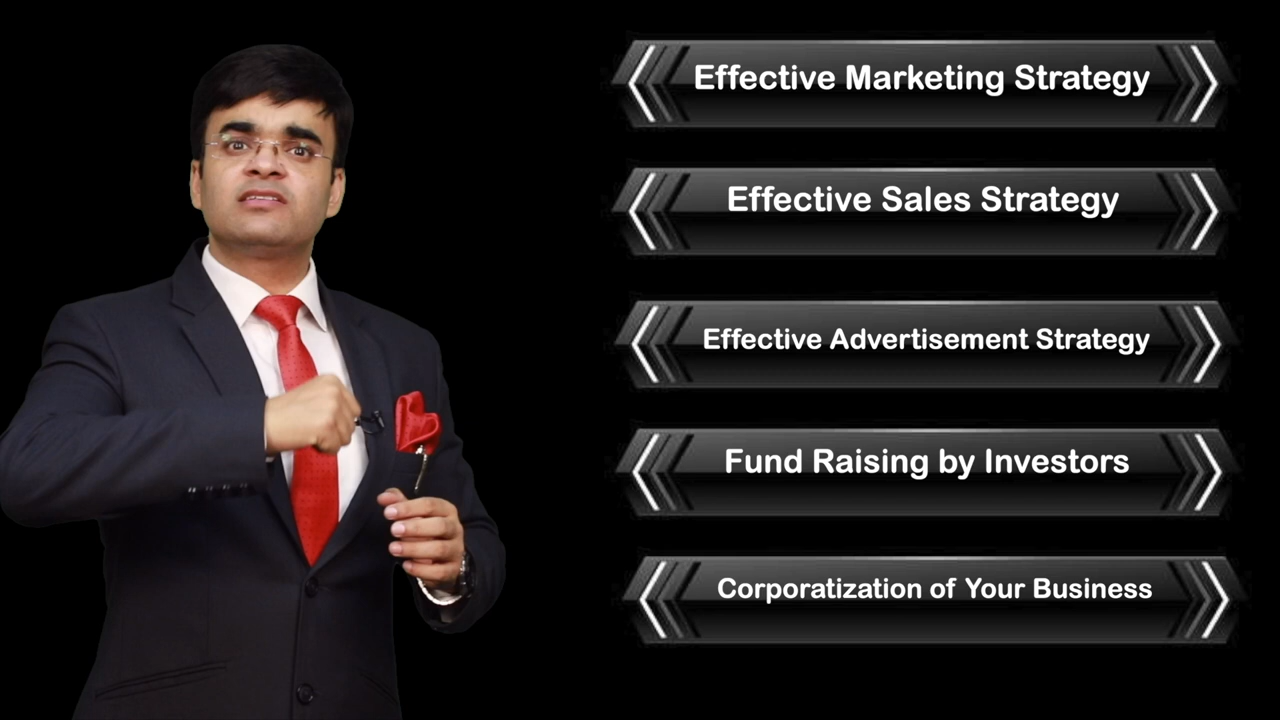 Effective Marketing Strategy
Effective Sales Strategy
Effective Advertisement Strategy
Fund Raising by Investors
Corporatization of Your Business